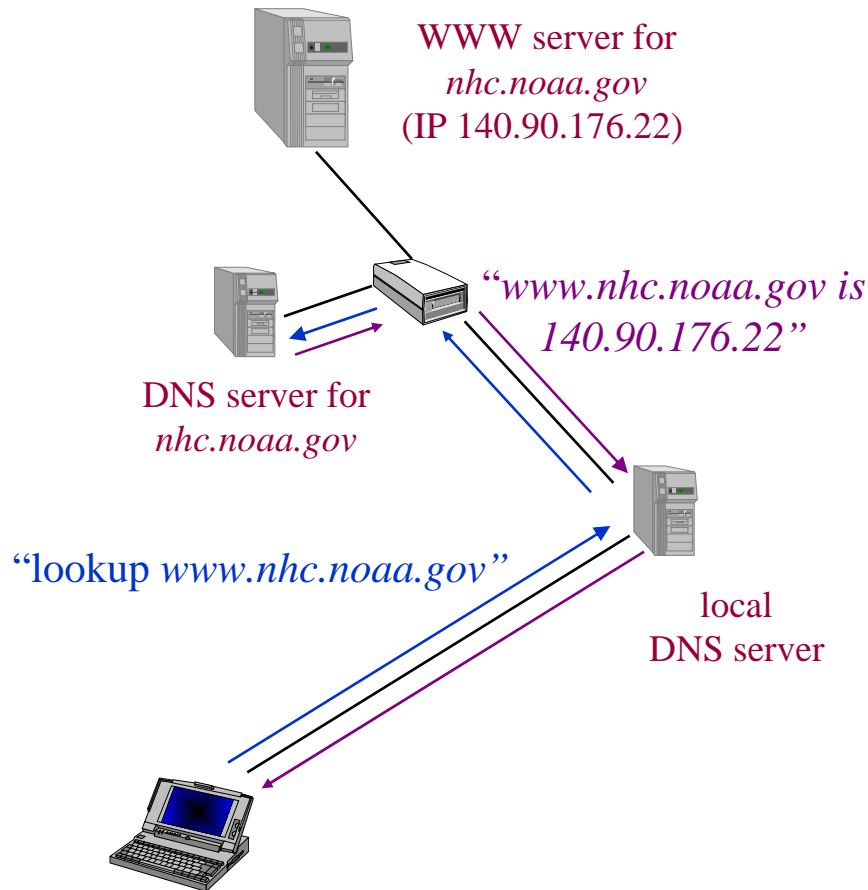 WWW server for
nhc.noaa.gov
(IP 140.90.176.22)
“www.nhc.noaa.gov is
140.90.176.22”
DNS server for
nhc.noaa.gov
“lookup www.nhc.noaa.gov”
local
DNS server